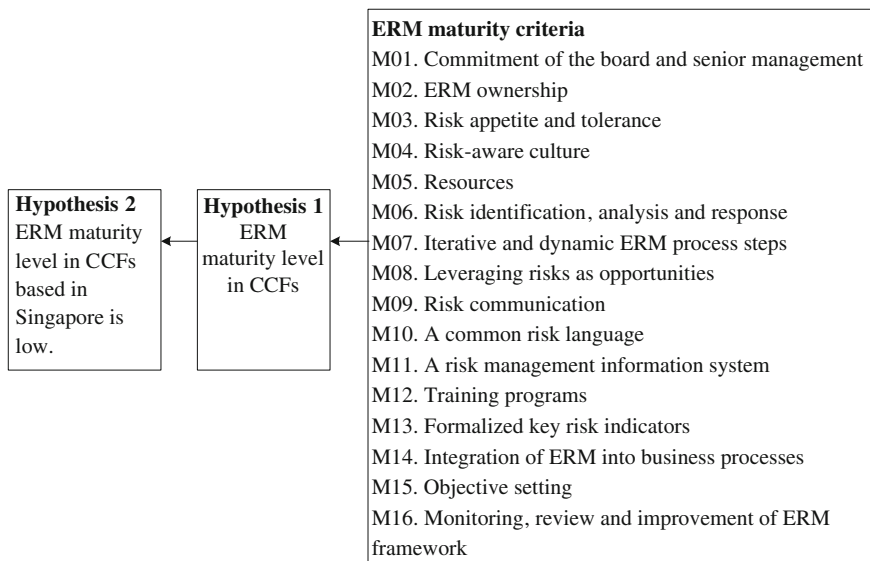 Hypothesis 2
ERM maturity
level in CCFs
based in
Singapore is
low.
Hypothesis 1
ERM
maturity level
in CCFs
ERM maturity criteria
M01. Commitment of the board and senior management
M02. ERM ownership
M03. Risk appetite and tolerance
M04. Risk-aware culture
M05. Resources
M06. Risk identification, analysis and response
M07. Iterative and dynamic ERM process steps
M08. Leveraging risks as opportunities
M09. Risk communication
M10. A common risk language
M11. A risk management information system
M12. Training programs
M13. Formalized key risk indicators
M14. Integration of ERM into business processes
M15. Objective setting
M16. Monitoring, review and improvement of ERM
framework